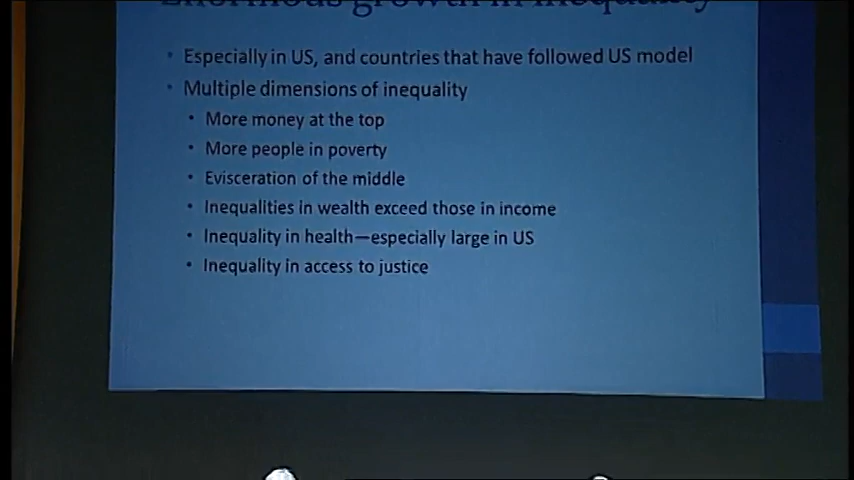 Enormous growth in inequality
• Especially in US, and countries that have followed US model
• Multiple dimensions of inequality
• More money at the top
• More people in poverty
• Evisceration of the middle
• Inequalities in wealth exceed those in income
• Inequality in health—especially large in US
• Inequality in access to justice